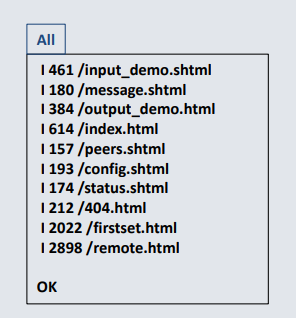 All
I 461 /input_demo.shtml
I 180 /message.shtml
I 384 /output_demo.html
I 614 /index.html
I 157 /peers.shtml
I 193 /config.shtml
I 174 /status.shtml
I 212 /404.html
I 2022 /firstset.html
I 2898 /remote.html
OK